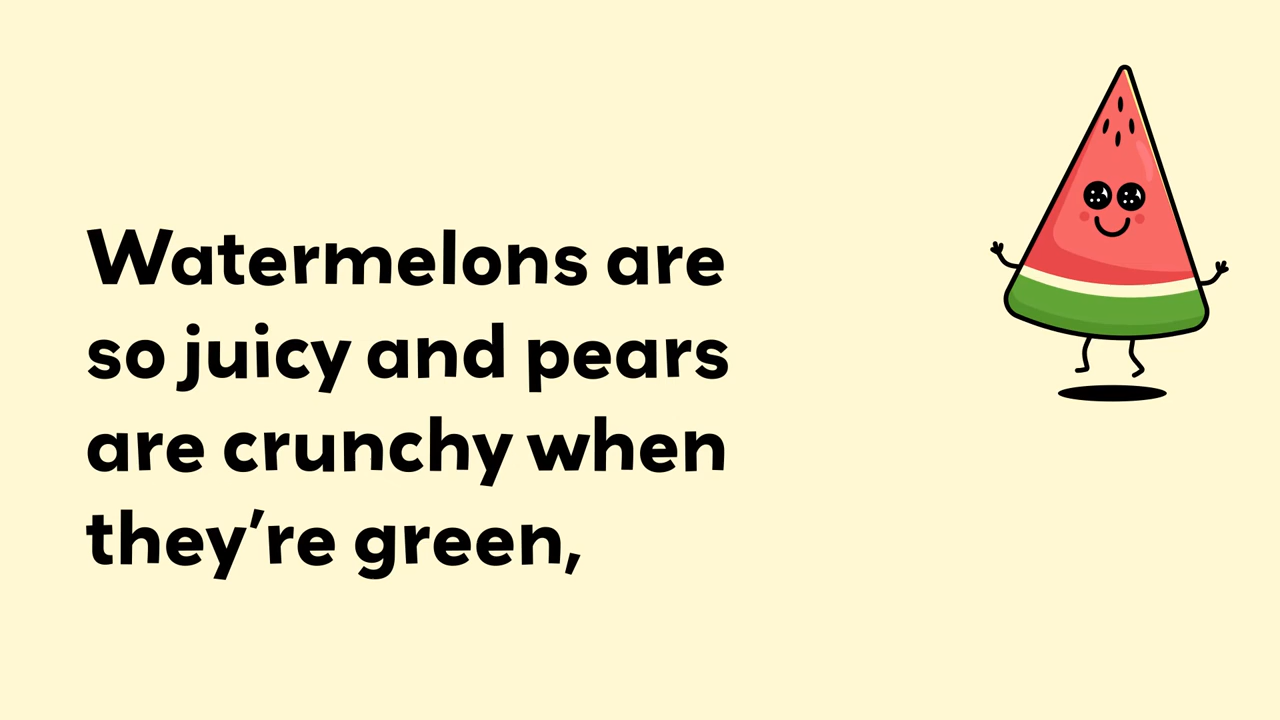 Watermelons are
so juicy and pears
are crunchy when
they’re green,